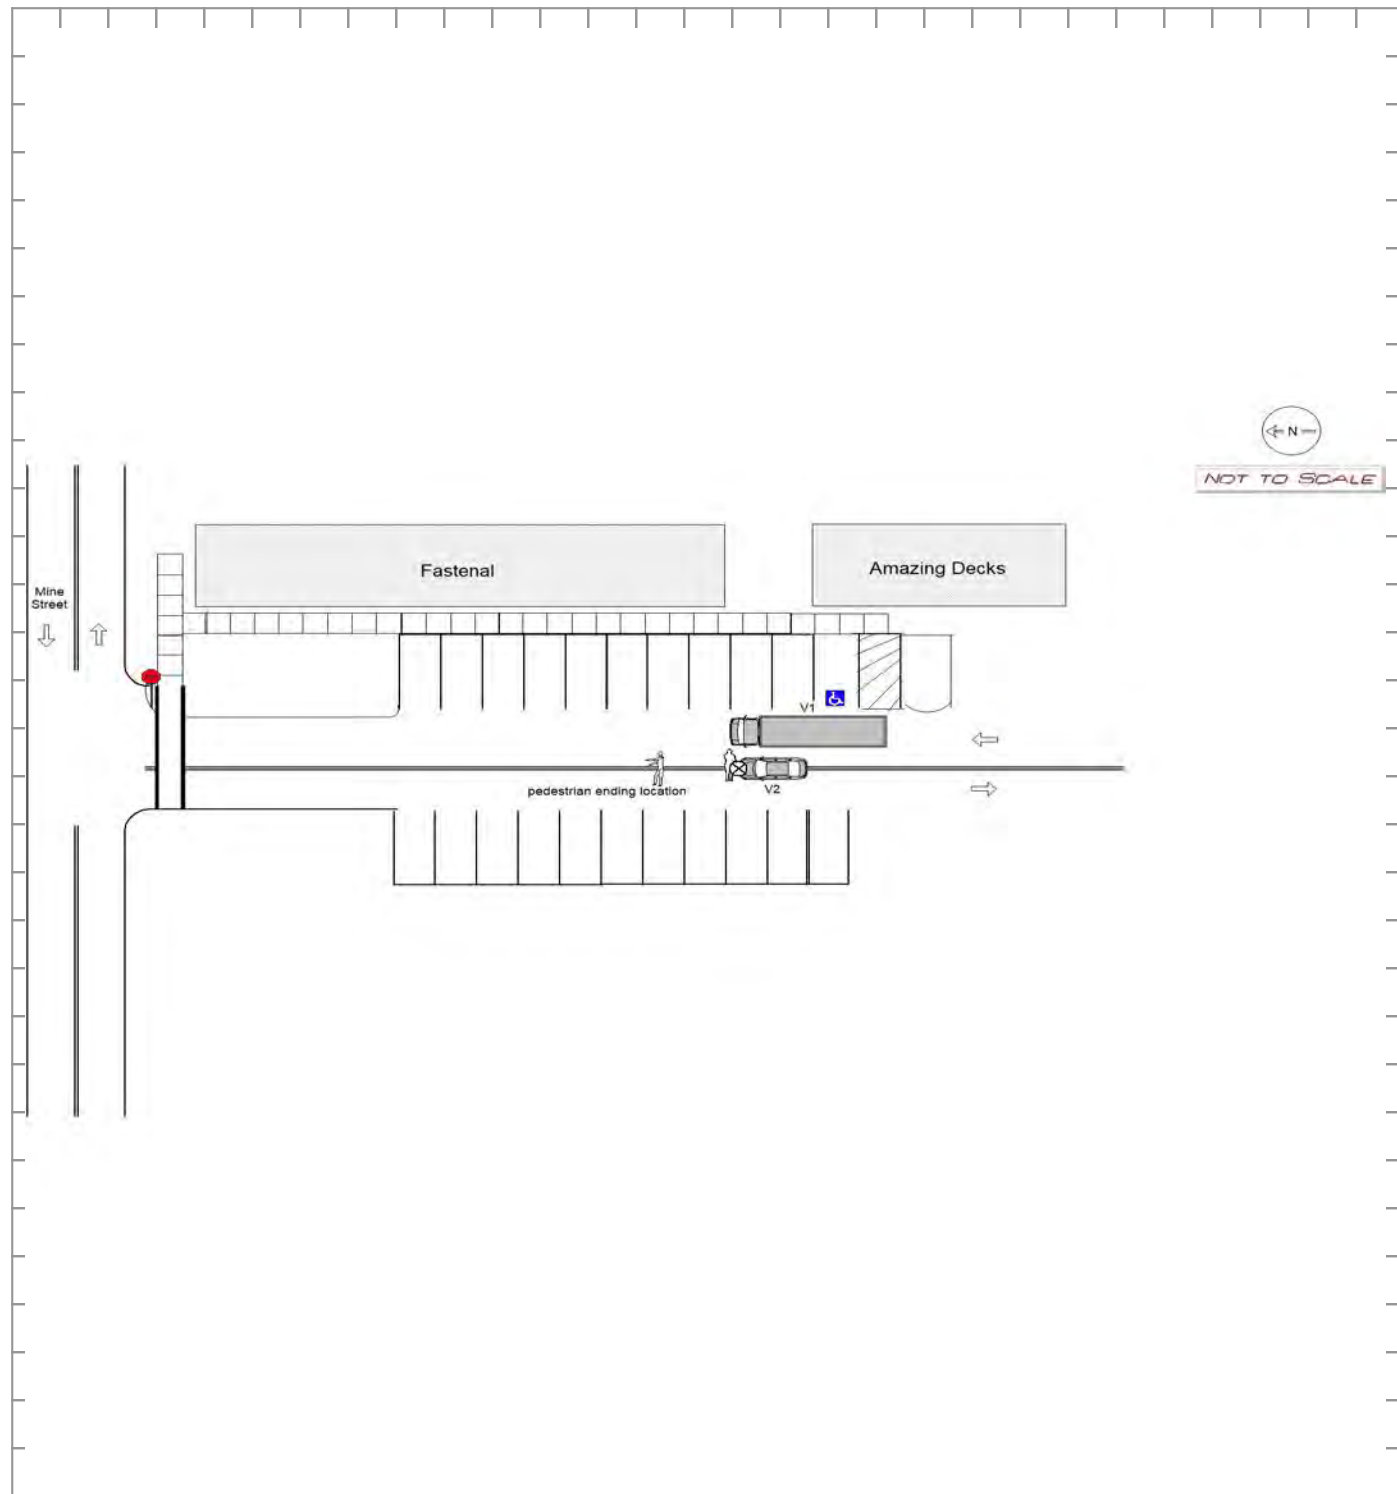 N
NOT TO SCALE
Fastenal
Amazing Decks
Mine
Street
V1
pedestrian ending location
V2